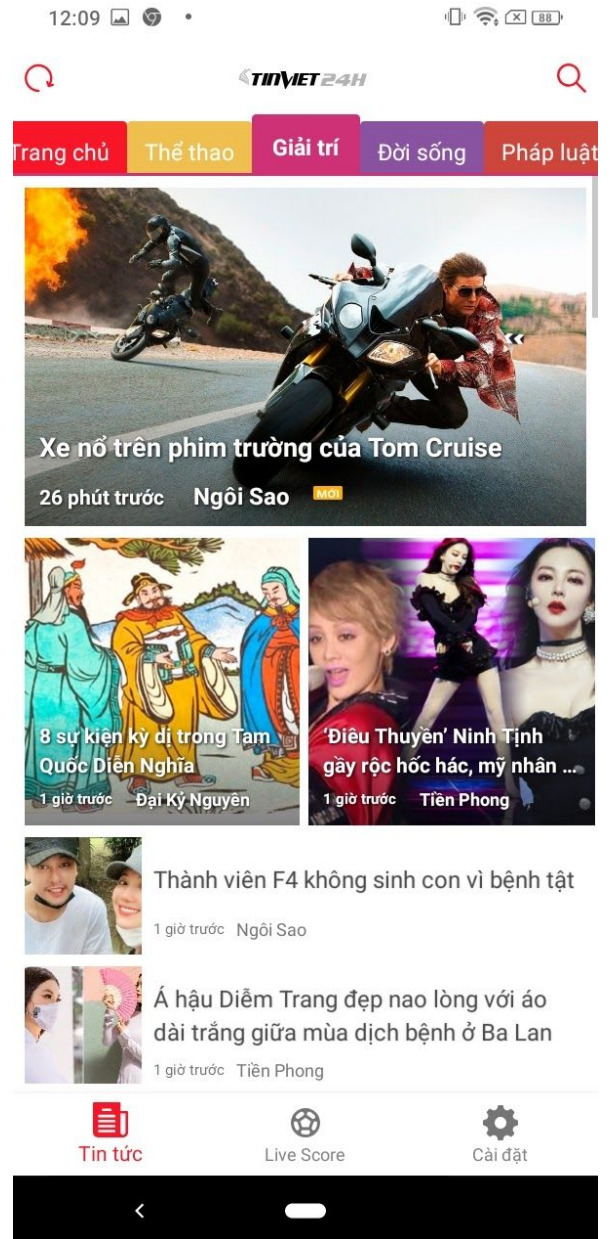 12:09
88
TINVIET 24H
Trang chủ
Thể thao
Giải trí
Đời sống
Pháp luật
Xe nổ trên phim trường của Tom Cruise
26 phút trước Ngôi Sao MỚI
8 sự kiện kỳ dị trong Tam
Quốc Diễn Nghĩa
1 giờ trước Đại Kỷ Nguyên
‘Điêu Thuyền’ Ninh Tịnh
gầy rộc hốc hác, mỹ nhân ...
1 giờ trước Tiền Phong
Thành viên F4 không sinh con vì bệnh tật
1 giờ trước Ngôi Sao
Á hậu Diễm Trang đẹp nao lòng với áo
dài trắng giữa mùa dịch bệnh ở Ba Lan
1 giờ trước Tiền Phong
Tin tức
Live Score
Cài đặt